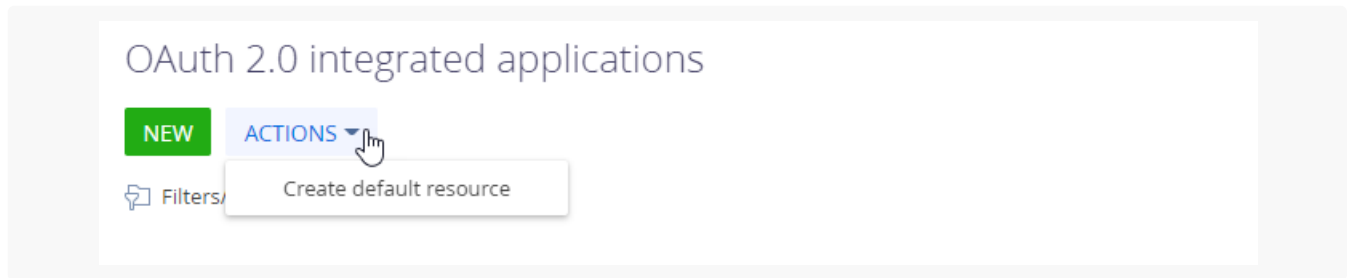 OAuth 2.0 integrated applications
NEW ACTIONS
Create default resource
Filters/